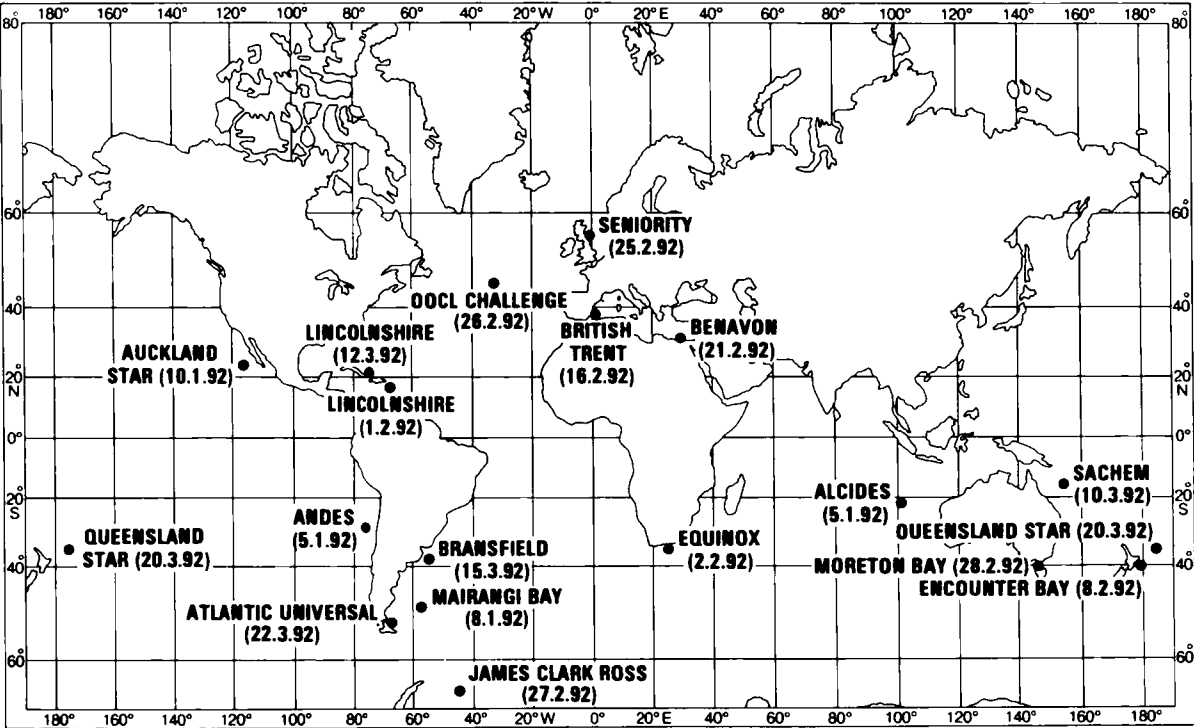 180° 160° 140° 120° 100° 80° 60° 40° 20° W 0° 20° E 40° 60° 80° 100° 120° 140° 160° 180°
80° 80°
60° 60°
SENIORITY
(25.2.92)
OOCL CHALLENGE
(26.2.92)
40° 40°
LINCOLNSHIRE
(12.3.92)
BRITISH
TRENT
(16.2.92)
BENAVON
(21.2.92)
AUCKLAND
STAR (10.1.92)
20° 20°
N N
LINCOLNSHIRE
(1.2.92)
0° 0°
SACHEM
(10.3.92)
ALCIDES
(5.1.92)
20° 20°
S S
ANDES
(5.1.92)
QUEENSLAND
STAR (20.3.92)
QUEENSLAND STAR (20.3.92)
EQUINOX
(2.2.92)
BRANSFIELD
(15.3.92)
MORETON BAY (28.2.92)
40° 40°
ENCOUNTER BAY (8.2.92)
MAIRANGI BAY
(8.1.92)
ATLANTIC UNIVERSAL
(22.3.92)
60° 60°
JAMES CLARK ROSS
(27.2.92)
180° 160° 140° 120° 100° 80° 60° 40° 20° W 0° 20° E 40° 60° 80° 100° 120° 140° 160° 180°